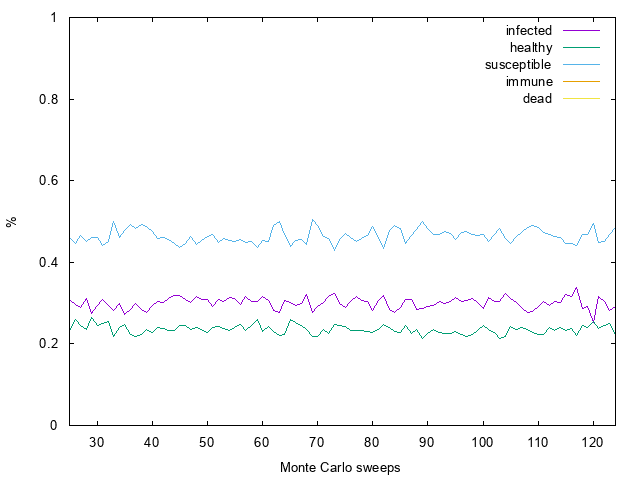 1
0.8
0.6
0.4
0.2
0
%
infected
healthy
susceptible
immune
dead
30 40 50 60 70 80 90 100 110 120
Monte Carlo sweeps